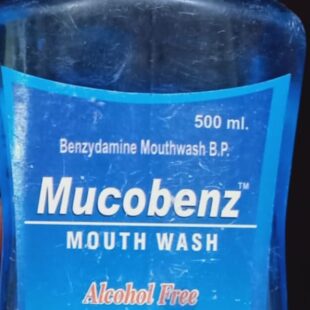 500 ml.
Benzydamine Mouthwash B.P.
Mucobenz™
MOUTH WASH
Alcohol Free